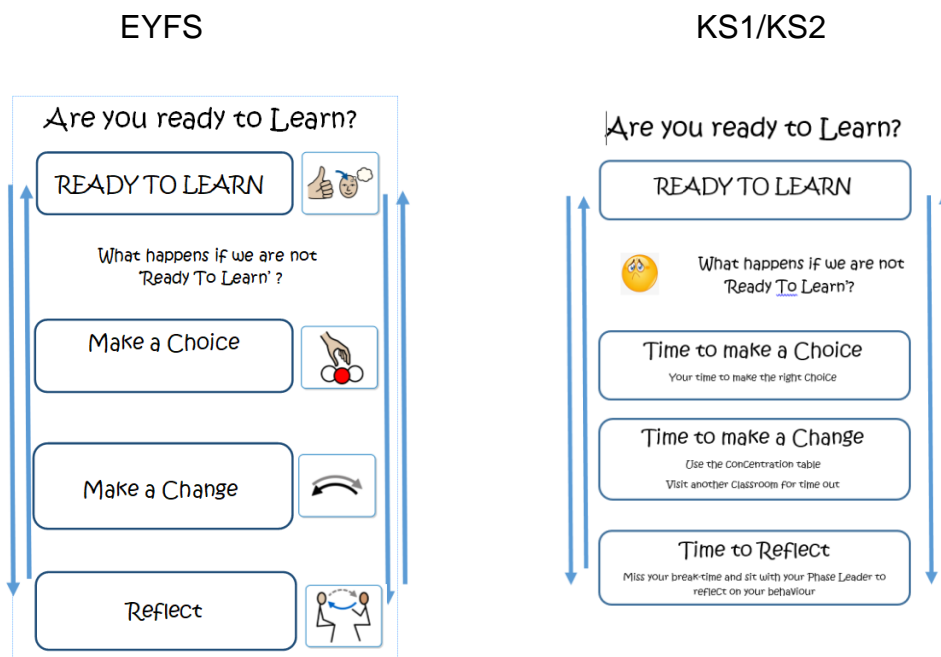 EYFS
Are you ready to Learn?
READY TO LEARN
What happens if we are not
'Ready To Learn' ?
Make a Choice
Make a Change
Reflect
KS1/KS2
Are you ready to Learn?
READY TO LEARN
What happens if we are not
'Ready To Learn'?
Time to make a Choice
Your time to make the right choice
Time to make a Change
Use the concentration table
Visit another classroom for time out
Time to Reflect
Miss your break-time and sit with your Phase Leader to
reflect on your behaviour